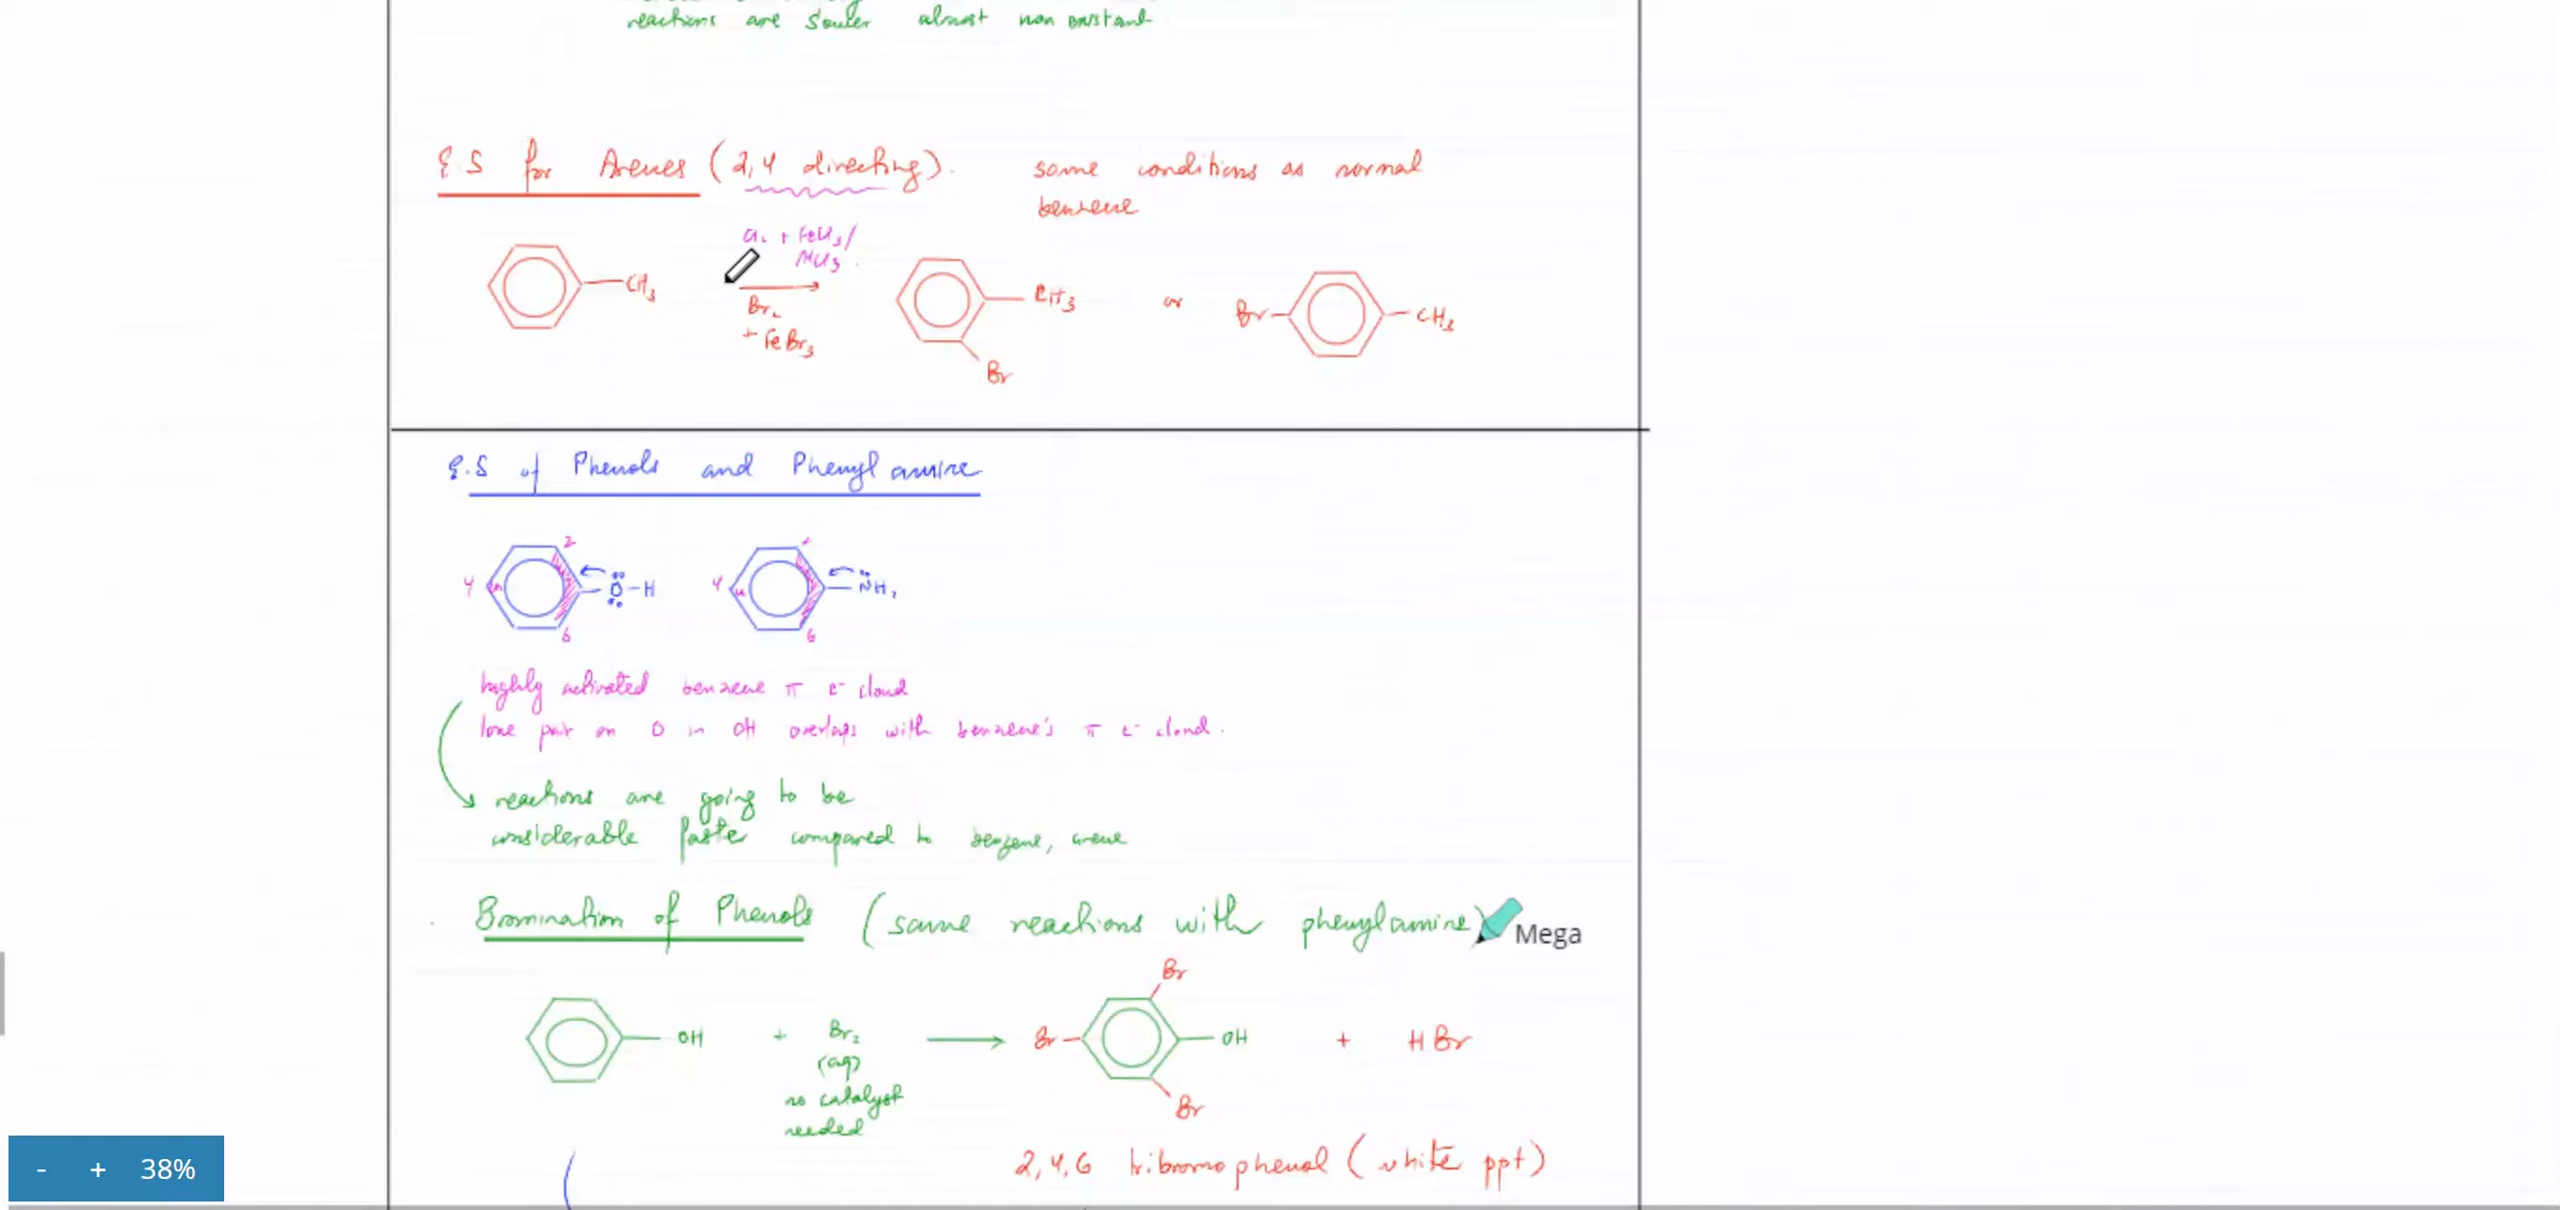 reactions are almost non
E.S for Arenes (2,4 directing). same conditions as normal
benzene
Cl₂ + FeCl₃/
AlCl₃
CH₃
Br₂
+ FeBr₃
CH₃
Br
or
Br
CH₃
E.S of Phenols and Phenyl amine
4 2 6 O-H
4 2 6 NH₂
highly activated benzene π e⁻ cloud
lone pair on O in OH overlaps with benzene's π e⁻ cloud.
reactions are going to be
considerable faster compared to benzene, arene
Bromination of Phenols (same reactions with phenylamine)
Mega
OH + Br₂
(aq)
no catalyst
needed
Br
Br
OH
Br
+ HBr
2,4,6 tribromophenol (white ppt)
- + 38%